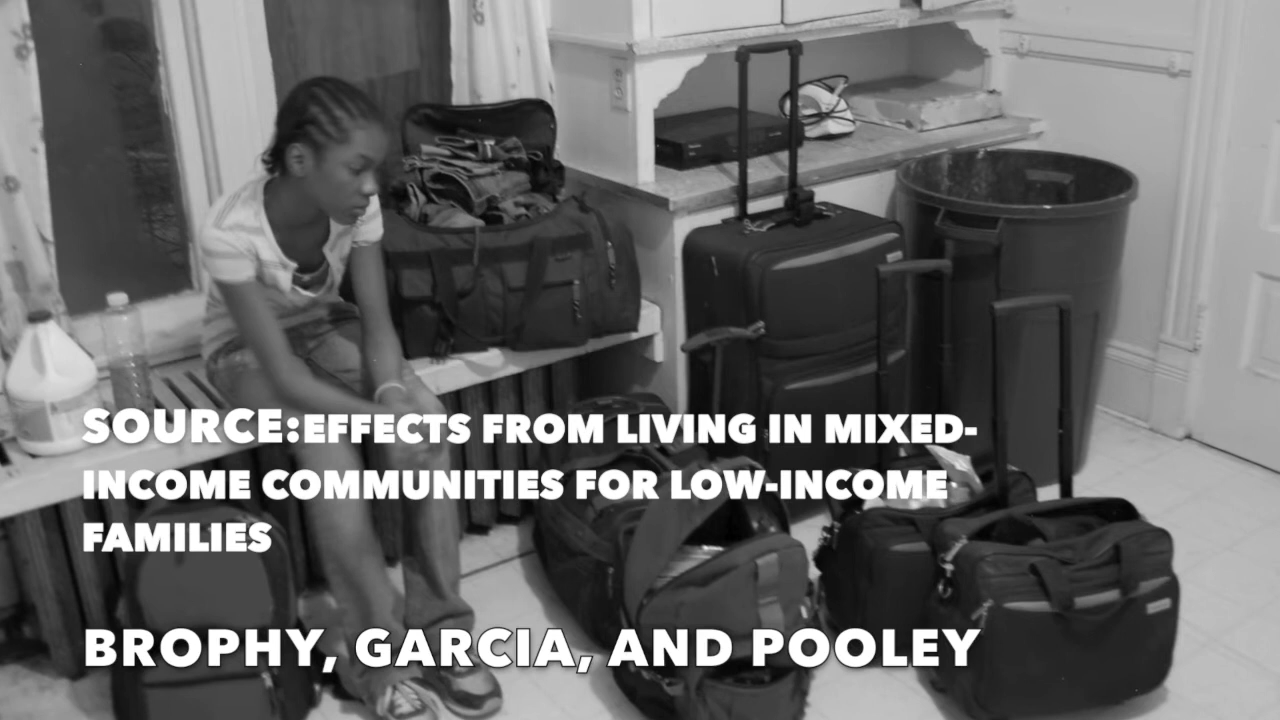 SOURCE:EFFECTS FROM LIVING IN MIXED-
INCOME COMMUNITIES FOR LOW-INCOME
FAMILIES
BROPHY, GARCIA, AND POOLEY